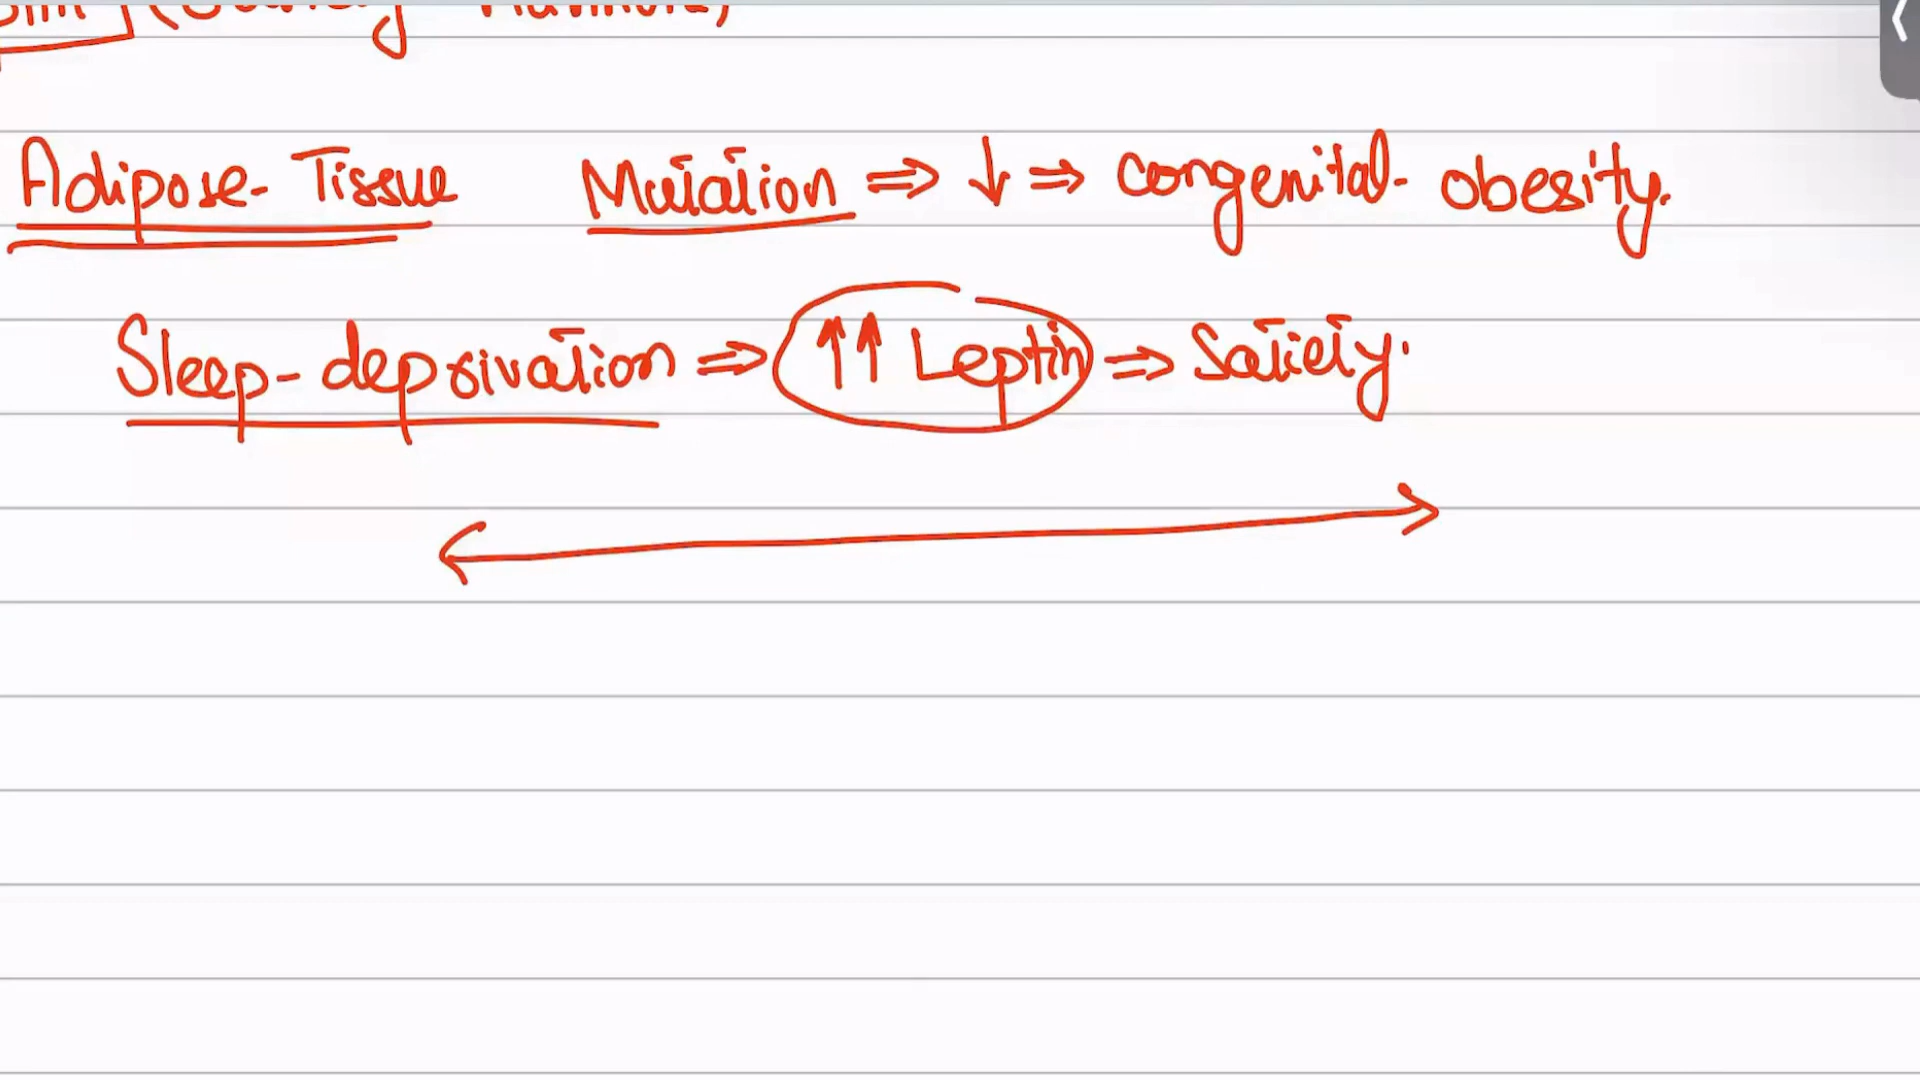 Adipose-Tissue Mutation ⇒ ↓ ⇒ congenital- obesity.
Sleep-deprivation ⇒ ↑↑ Leptin ⇒ Satiety.